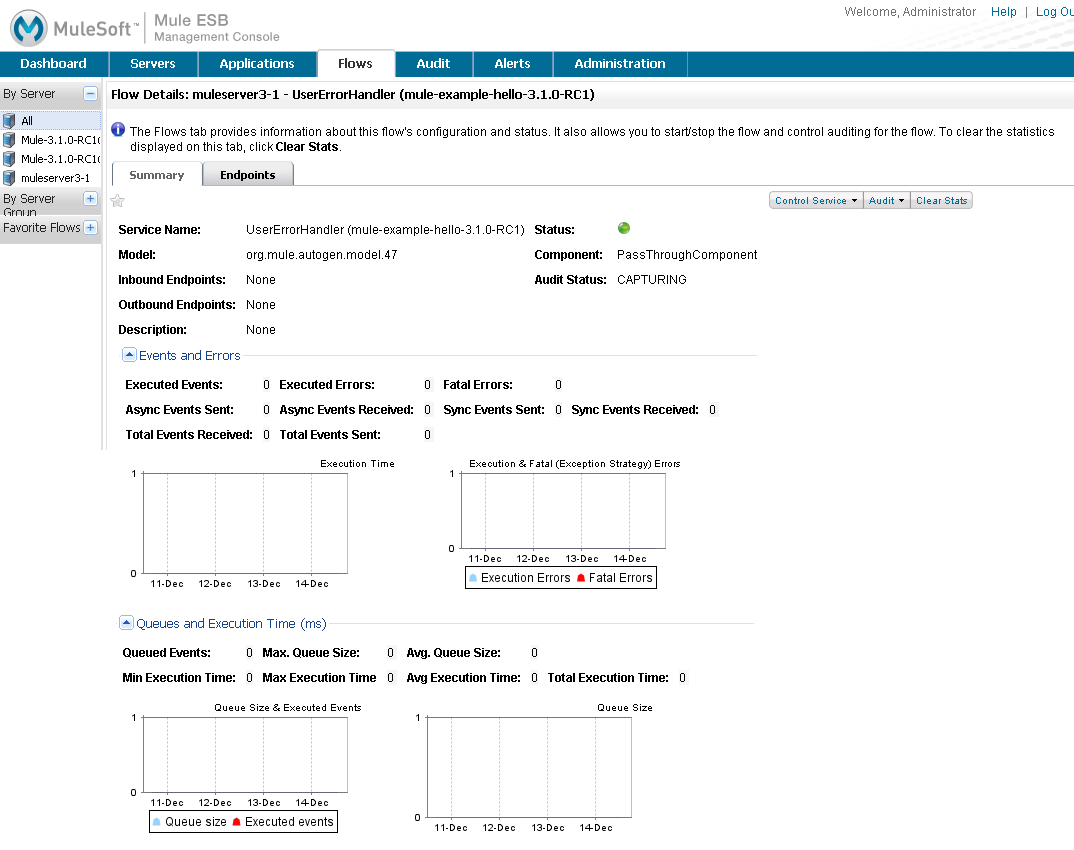 Welcome, Administrator Help | Log Ou
MuleSoft™ Mule ESB
Management Console
Dashboard Servers Applications Flows Audit Alerts Administration
By Server
All
Mule-3.1.0-RC1
Mule-3.1.0-RC1
muleserver3-1
By Server
Group
Favorite Flows
Flow Details: muleserver3-1 - UserErrorHandler (mule-example-hello-3.1.0-RC1)
The Flows tab provides information about this flow's configuration and status. It also allows you to start/stop the flow and control auditing for the flow. To clear the statistics
displayed on this tab, click Clear Stats.
Summary Endpoints
Control Service Audit Clear Stats
Service Name: UserErrorHandler (mule-example-hello-3.1.0-RC1) Status:
Model: org.mule.autogen.model.47 Component: PassThroughComponent
Inbound Endpoints: None Audit Status: CAPTURING
Outbound Endpoints: None
Description: None
Events and Errors
Executed Events: 0 Executed Errors: 0 Fatal Errors: 0
Async Events Sent: 0 Async Events Received: 0 Sync Events Sent: 0 Sync Events Received: 0
Total Events Received: 0 Total Events Sent: 0
Execution Time
1
0
11-Dec 12-Dec 13-Dec 14-Dec
Execution & Fatal (Exception Strategy) Errors
1
0
11-Dec 12-Dec 13-Dec 14-Dec
Execution Errors Fatal Errors
Queues and Execution Time (ms)
Queued Events: 0 Max. Queue Size: 0 Avg. Queue Size: 0
Min Execution Time: 0 Max Execution Time 0 Avg Execution Time: 0 Total Execution Time: 0
Queue Size & Executed Events
1
0
11-Dec 12-Dec 13-Dec 14-Dec
Queue size Executed events
Queue Size
1
0
11-Dec 12-Dec 13-Dec 14-Dec